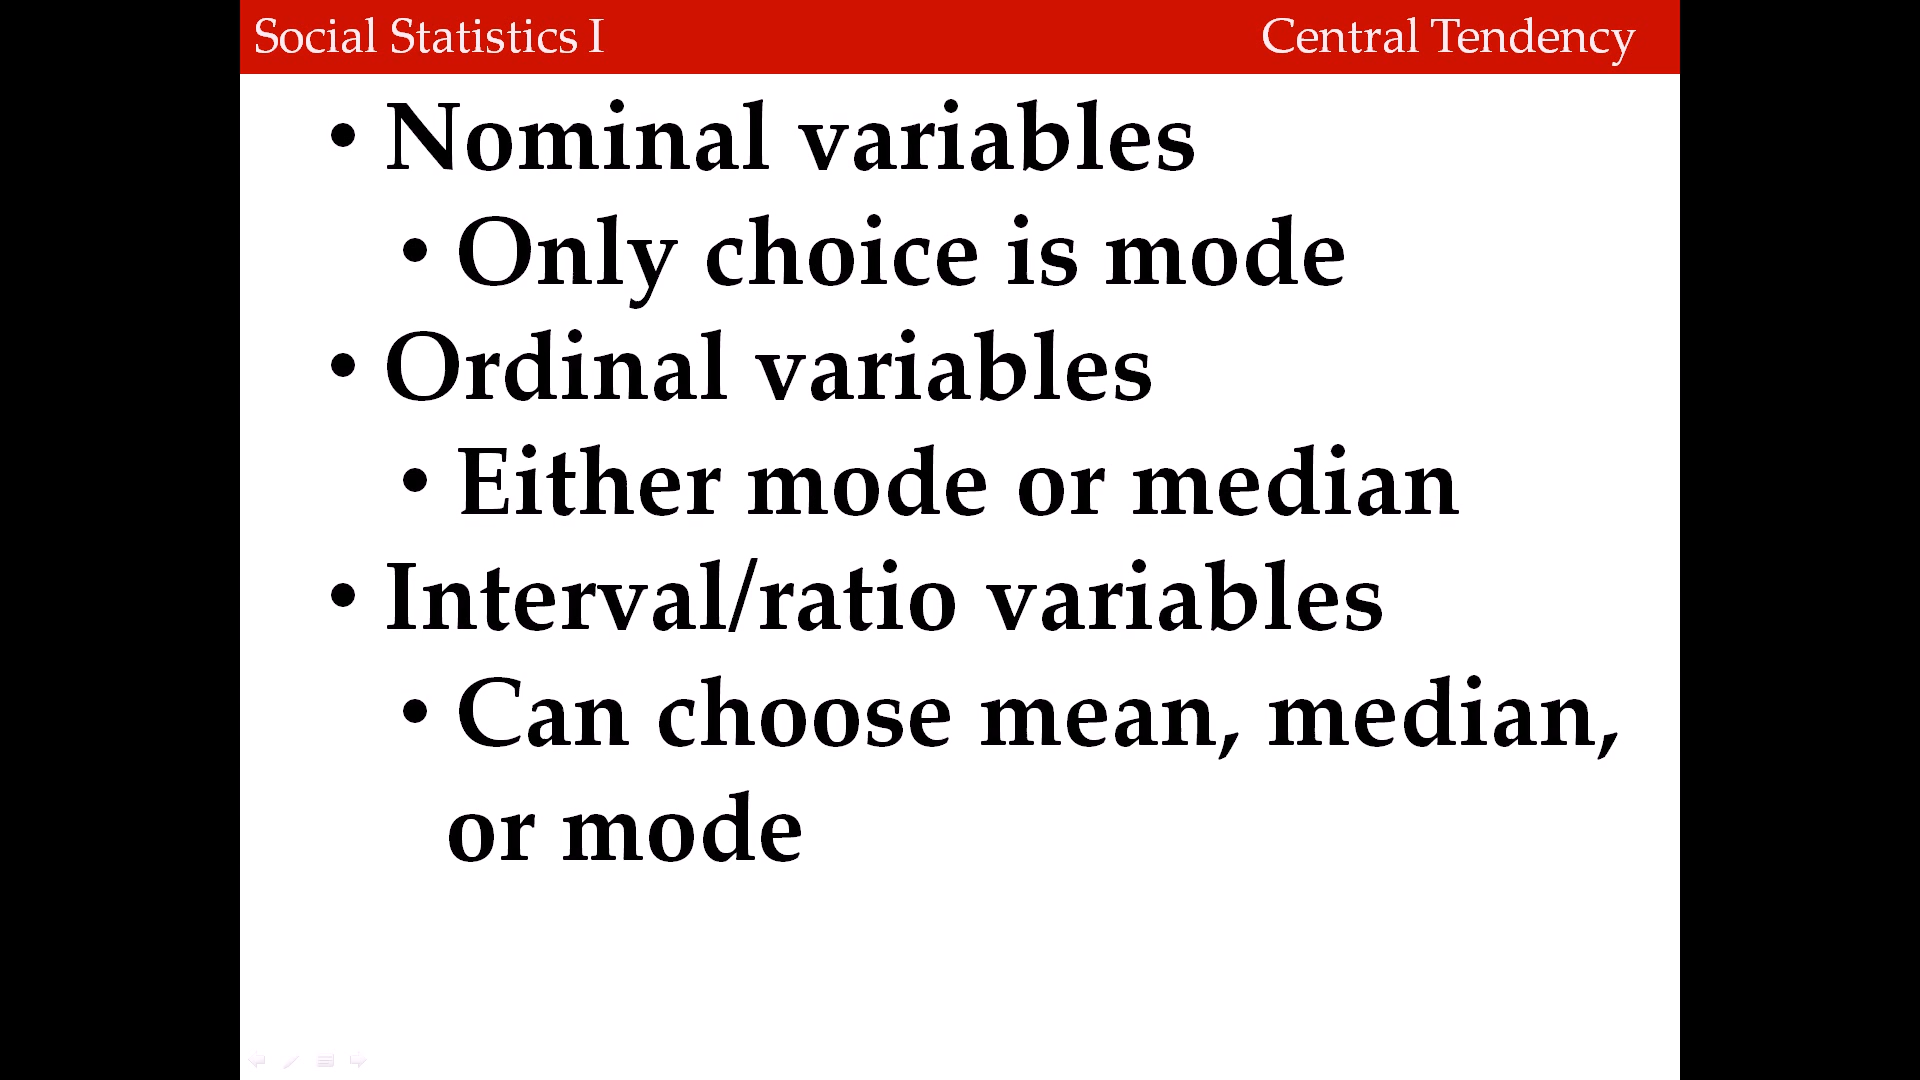 Social Statistics I
Central Tendency
• Nominal variables
• Only choice is mode
• Ordinal variables
• Either mode or median
• Interval/ratio variables
• Can choose mean, median,
or mode